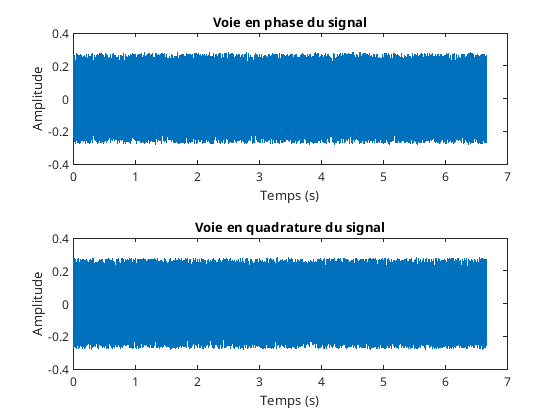 Voie en phase du signal
0.4
0.2
0
-0.2
-0.4
Amplitude
0 1 2 3 4 5 6 7
Temps (s)
Voie en quadrature du signal
0.4
0.2
0
-0.2
-0.4
Amplitude
0 1 2 3 4 5 6 7
Temps (s)